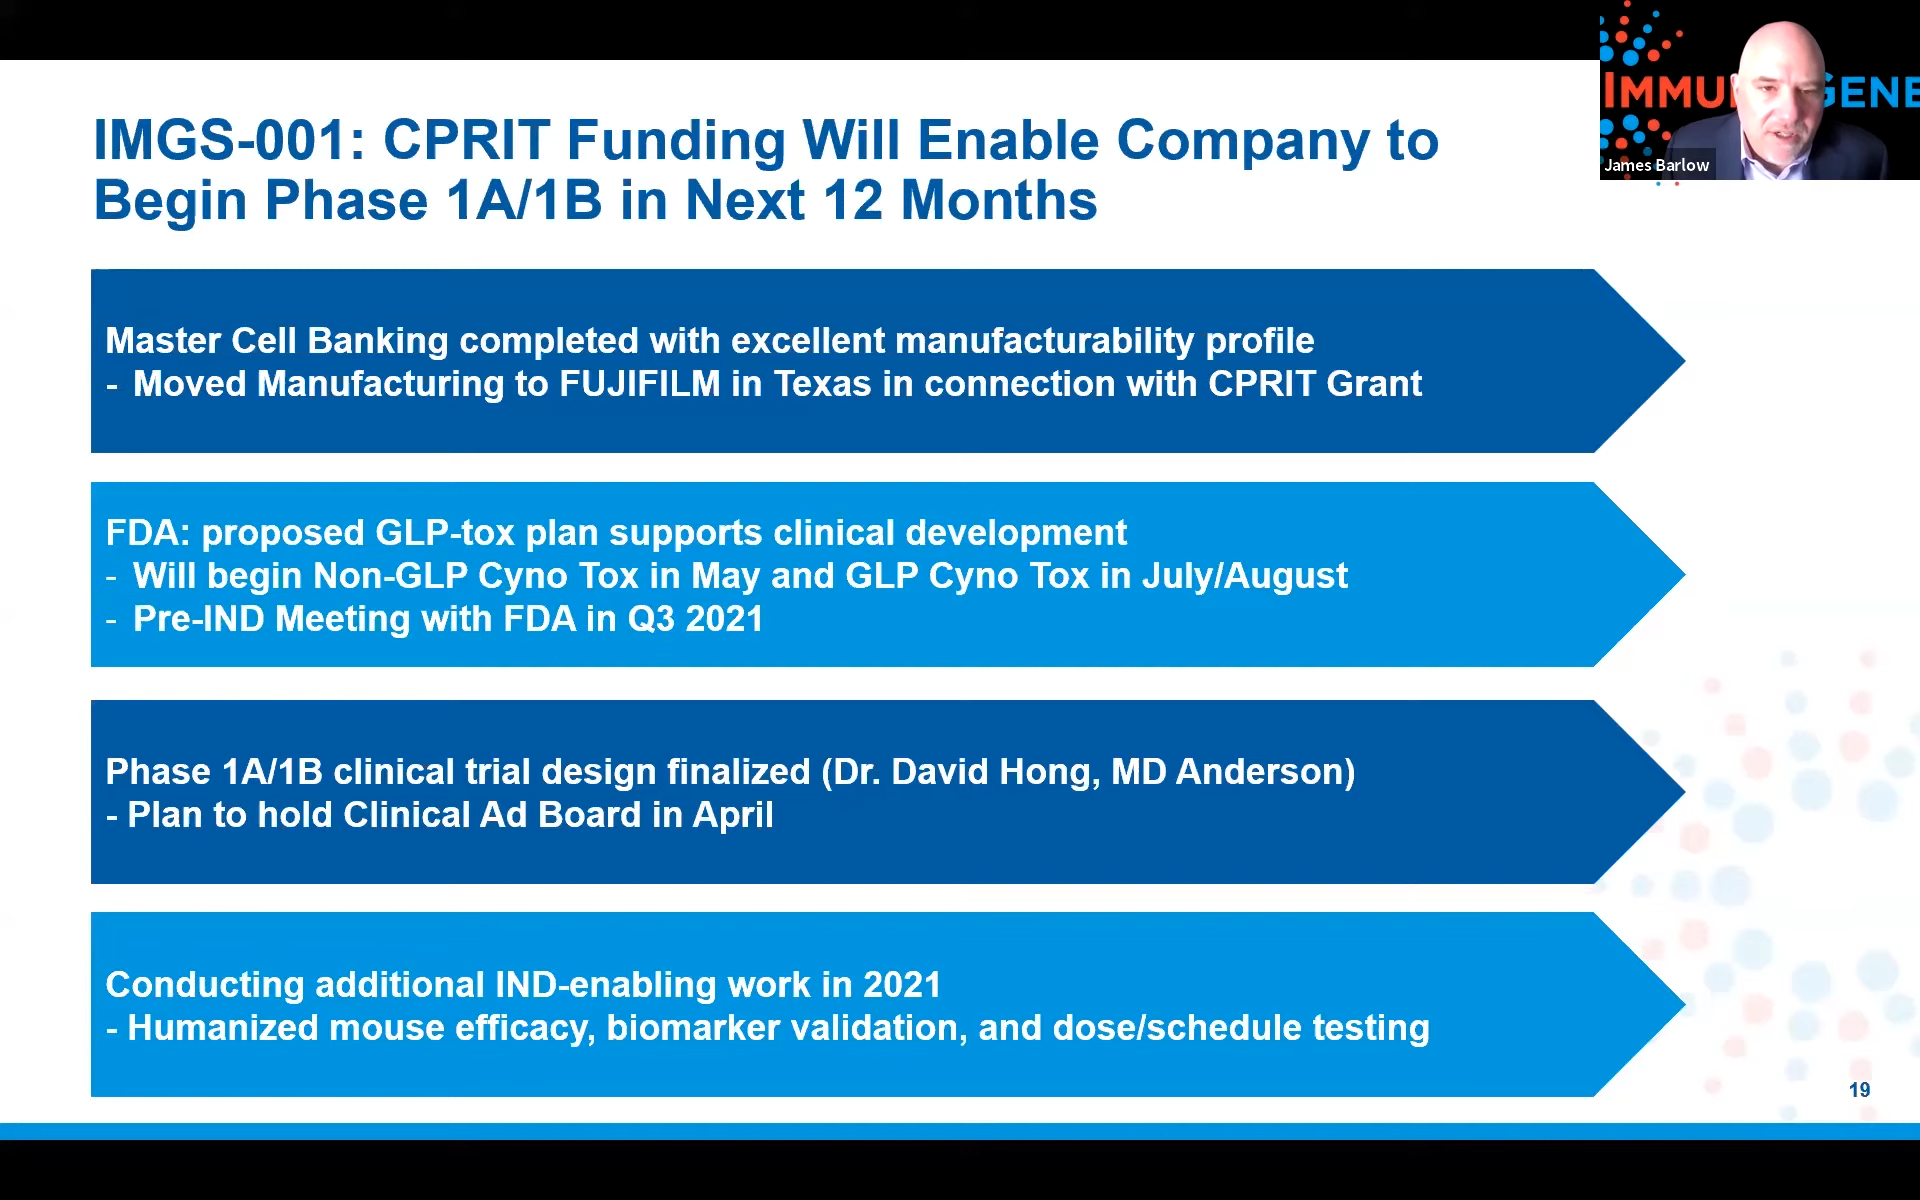 IMGS-001: CPRIT Funding Will Enable Company to
Begin Phase 1A/1B in Next 12 Months
IMMU GENE
James Barlow
Master Cell Banking completed with excellent manufacturability profile
- Moved Manufacturing to FUJIFILM in Texas in connection with CPRIT Grant
FDA: proposed GLP-tox plan supports clinical development
- Will begin Non-GLP Cyno Tox in May and GLP Cyno Tox in July/August
- Pre-IND Meeting with FDA in Q3 2021
Phase 1A/1B clinical trial design finalized (Dr. David Hong, MD Anderson)
- Plan to hold Clinical Ad Board in April
Conducting additional IND-enabling work in 2021
- Humanized mouse efficacy, biomarker validation, and dose/schedule testing
19